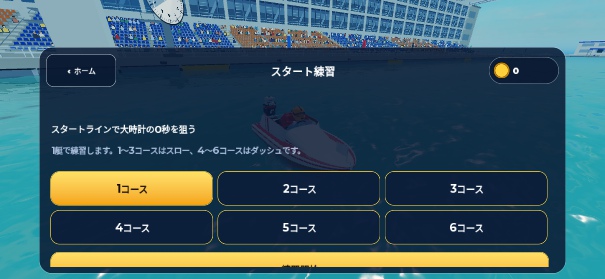 ‹ ホーム
スタート練習
0
スタートラインで大時計の0秒を狙う
1艇で練習します。1〜3コースはスロー、4〜6コースはダッシュです。
1コース
2コース
3コース
4コース
5コース
6コース